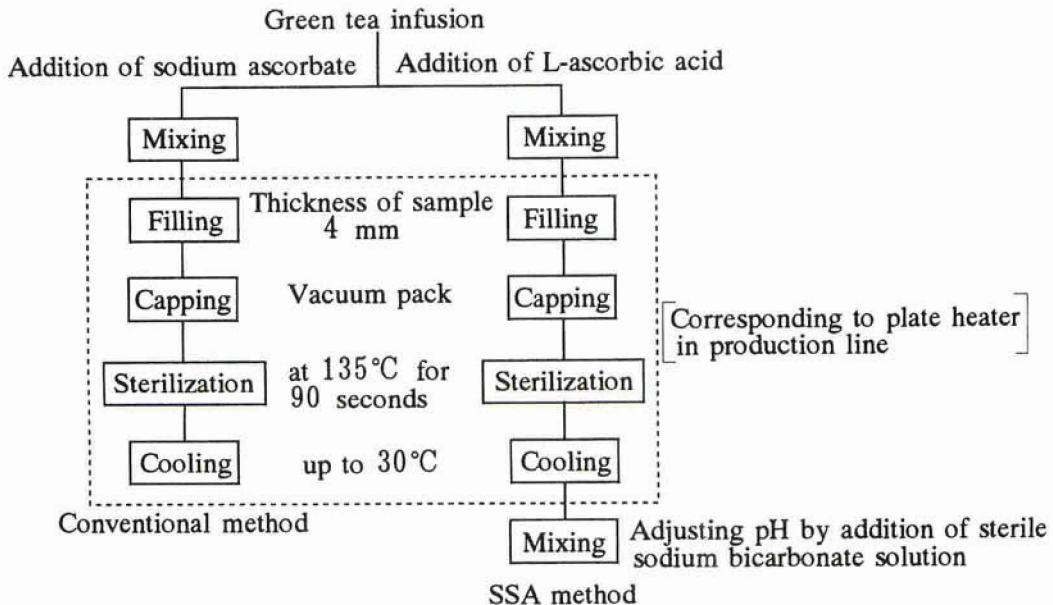 Green tea infusion
Addition of sodium ascorbate
Addition of L-ascorbic acid
Mixing
Mixing
Filling
Thickness of sample
4 mm
Filling
Capping
Vacuum pack
Capping
Corresponding to plate heater
in production line
Sterilization
at 135°C for
90 seconds
Sterilization
Cooling
up to 30°C
Cooling
Conventional method
Mixing
Adjusting pH by addition of sterile
sodium bicarbonate solution
SSA method